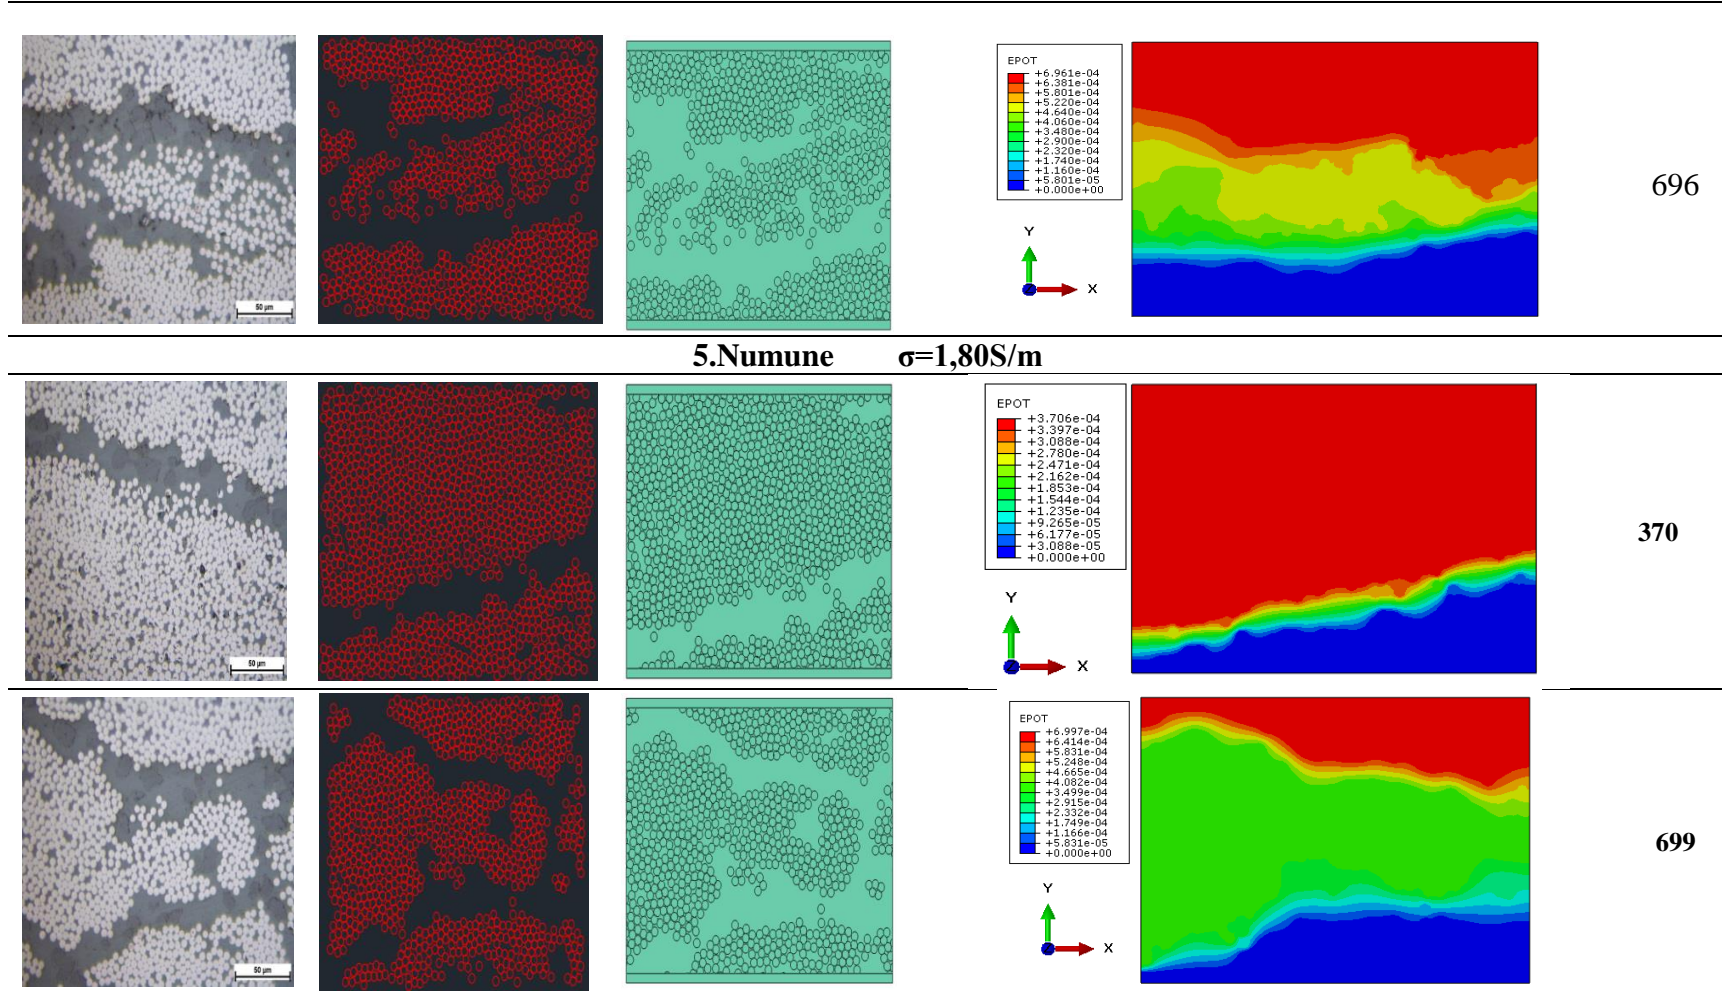 EPOT
+6.961e-04
+6.381e-04
+5.801e-04
+5.220e-04
+4.640e-04
+4.060e-04
+3.480e-04
+2.900e-04
+2.320e-04
+1.740e-04
+1.160e-04
+5.801e-05
+0.000e+00
Y
Z X
50 µm
696
5.Numune σ=1,80S/m
EPOT
+3.706e-04
+3.397e-04
+3.088e-04
+2.780e-04
+2.471e-04
+2.162e-04
+1.853e-04
+1.544e-04
+1.235e-04
+9.265e-05
+6.177e-05
+3.088e-05
+0.000e+00
Y
Z X
50 µm
370
EPOT
+6.997e-04
+6.414e-04
+5.831e-04
+5.248e-04
+4.665e-04
+4.082e-04
+3.499e-04
+2.915e-04
+2.332e-04
+1.749e-04
+1.166e-04
+5.831e-05
+0.000e+00
Y
Z X
50 µm
699